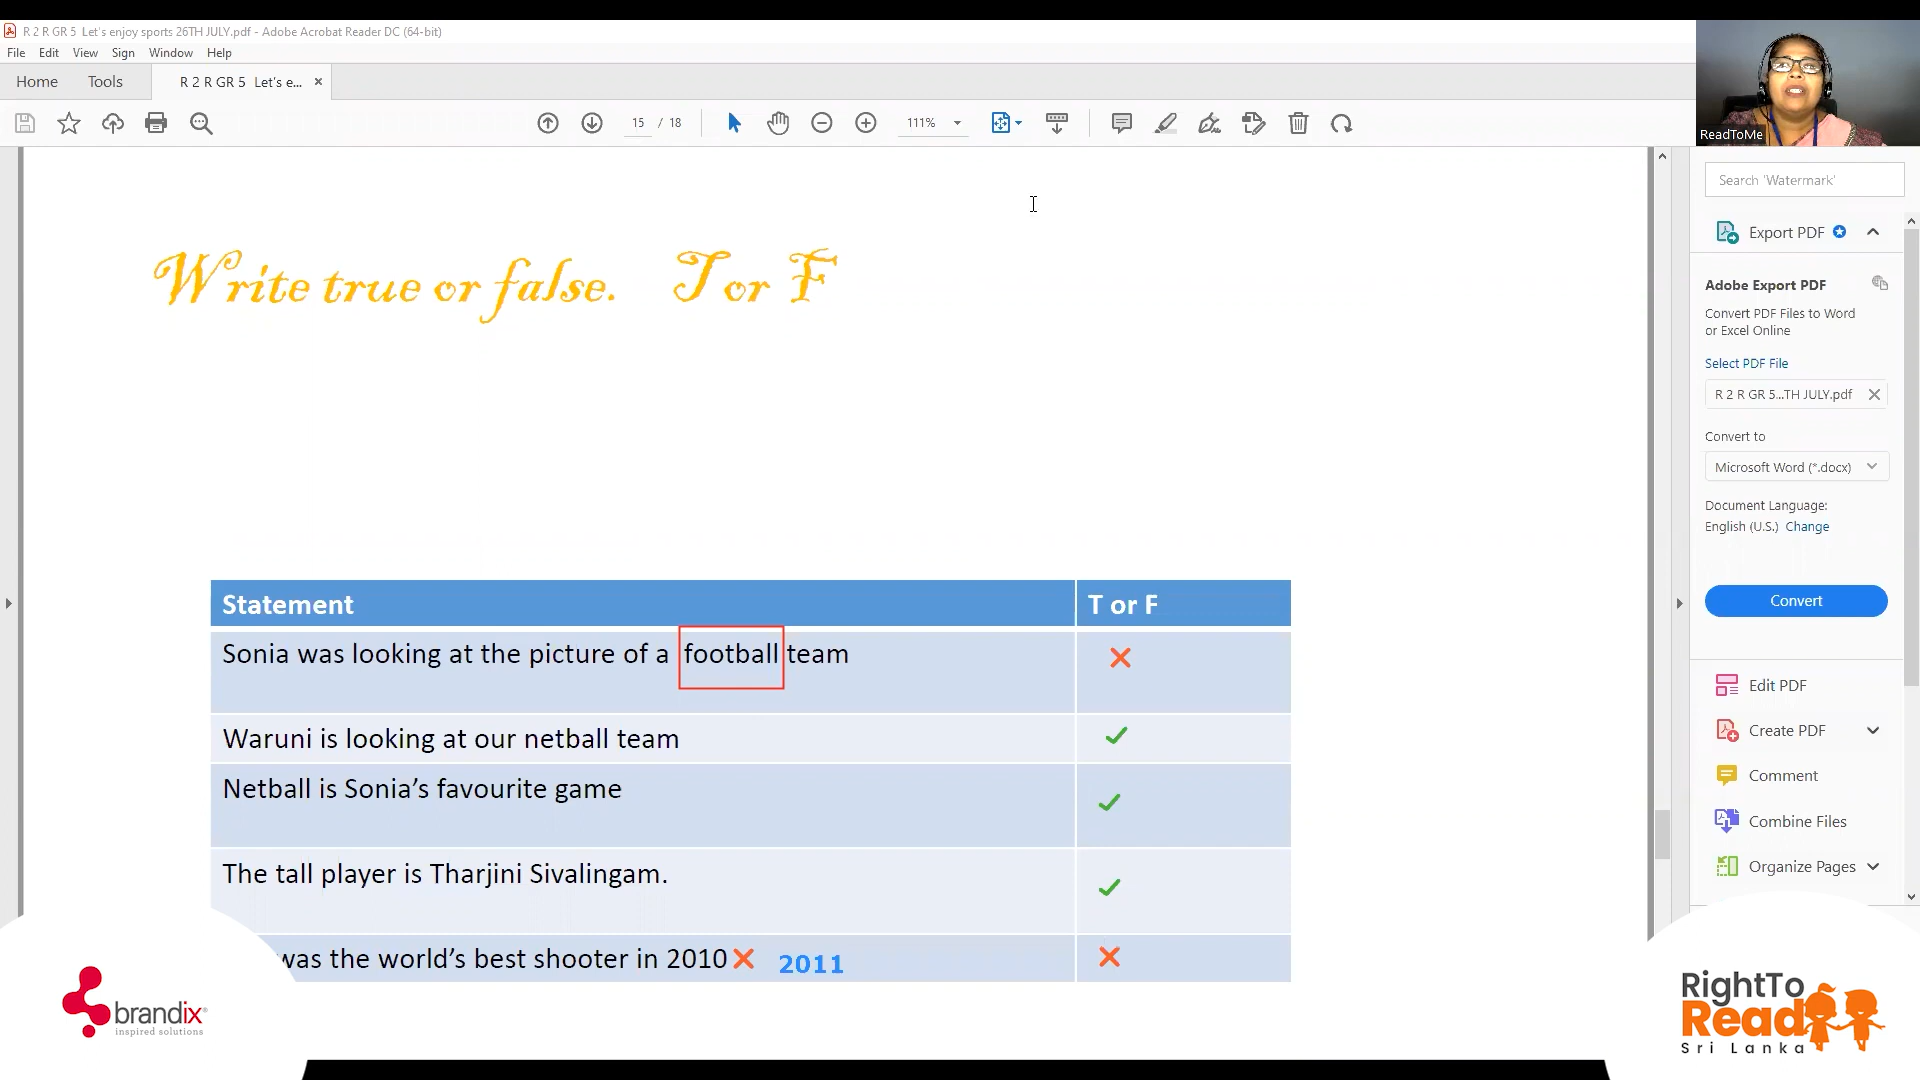 R 2 R GR 5 Let's enjoy sports 26TH JULY.pdf - Adobe Acrobat Reader DC (64-bit)
File Edit View Sign Window Help
Home Tools R 2 R GR 5 Let's e...
15 / 18 111%
ReadToMe
Search 'Watermark'
Export PDF
Adobe Export PDF
Convert PDF Files to Word
or Excel Online
Select PDF File
R 2 R GR 5...TH JULY.pdf
Convert to
Microsoft Word (*.docx)
Document Language:
English (U.S.) Change
Convert
Edit PDF
Create PDF
Comment
Combine Files
Organize Pages
Write true or false. T or F
Statement T or F
Sonia was looking at the picture of a football team
Waruni is looking at our netball team
Netball is Sonia’s favourite game
The tall player is Tharjini Sivalingam.
was the world’s best shooter in 2010 2011
brandix
inspired solutions
RightTo
Read
Sri Lanka